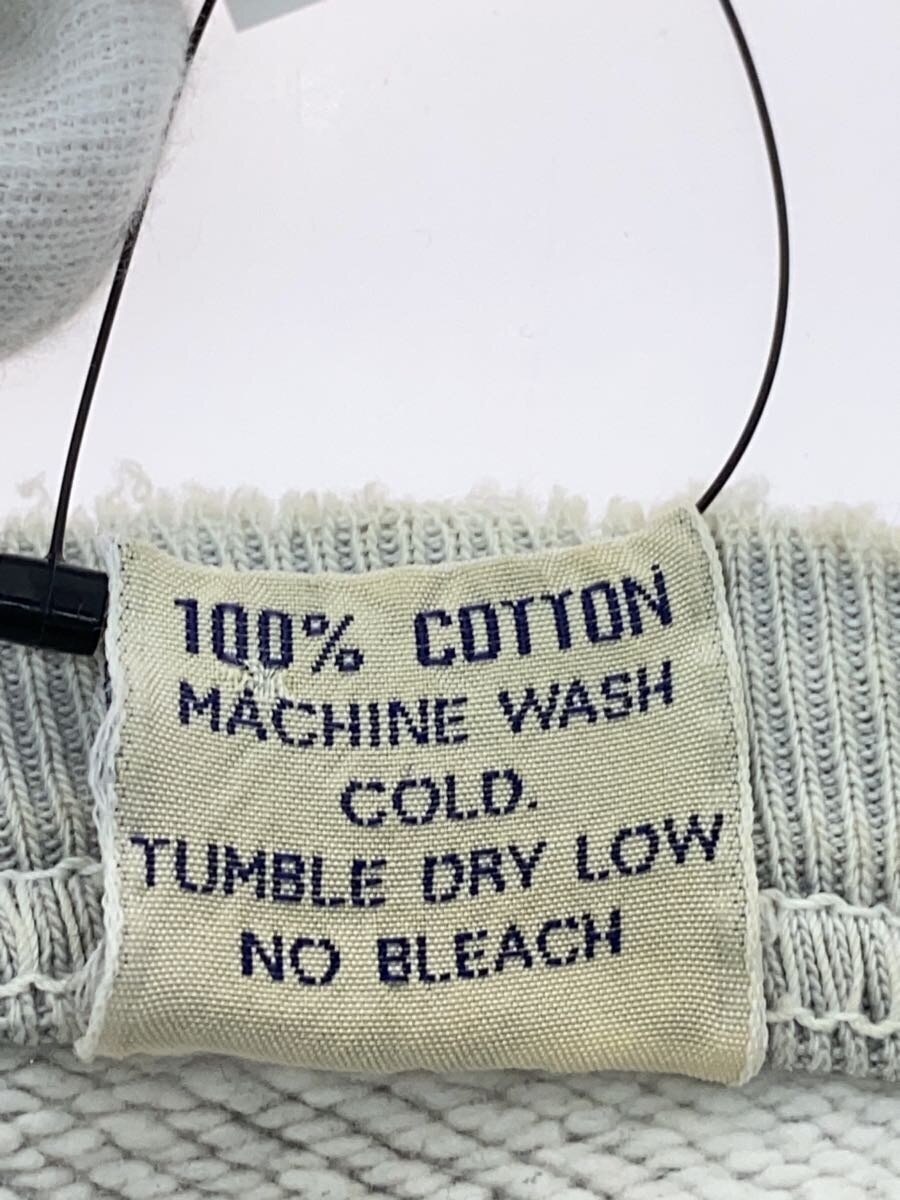 100% COTTON
MACHINE WASH
COLD.
TUMBLE DRY LOW
NO BLEACH